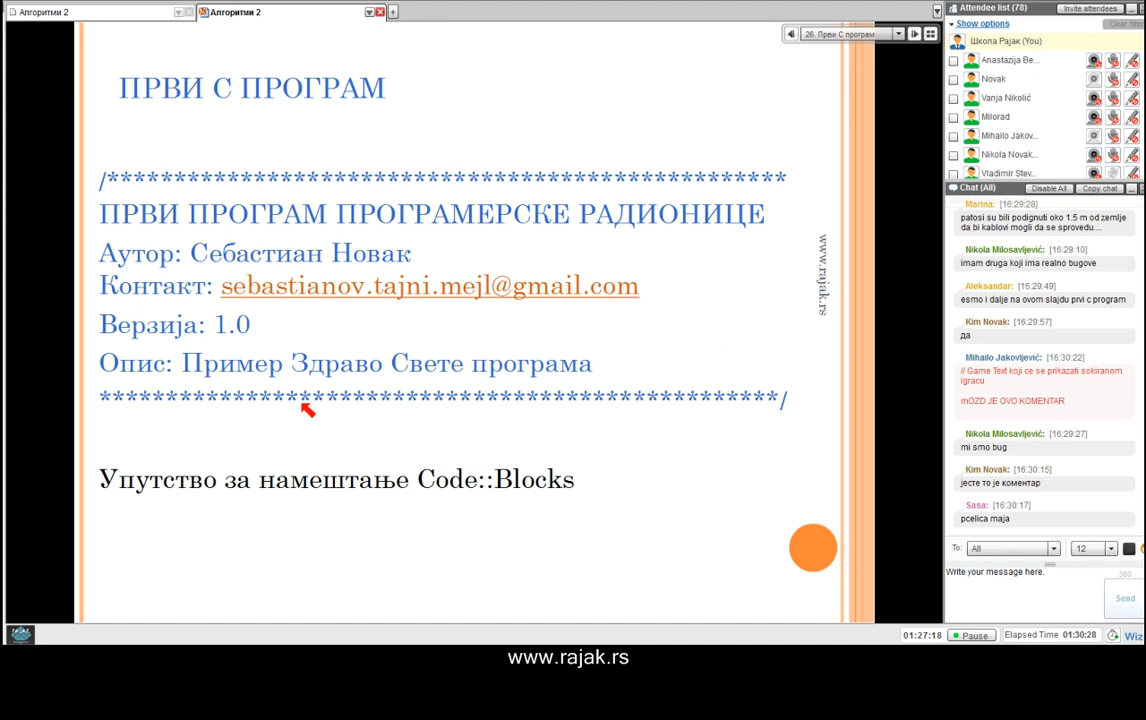 Алгоритми 2
Алгоритми 2
26. Први C програм
ПРВИ C ПРОГРАМ
/***************************************************
ПРВИ ПРОГРАМ ПРОГРАМЕРСКЕ РАДИОНИЦЕ
Аутор: Себастиан Новак
Контакт: sebastianov.tajni.mejl@gmail.com
Верзија: 1.0
Опис: Пример Здраво Свете програма
***************************************************/
Упутство за намештање Code::Blocks
www.rajak.rs
Attendee list (78)
Invite attendees
Show options
Школа Рајак (You)
Anastazija Be...
Novak
Vanja Nikolić
Milorad
Mihailo Jakov...
Nikola Novak...
Vladimir Stev...
Chat (All)
Disable All
Copy chat
Marina: [16:29:28]
patosi su bili podignuti oko 1.5 m od zemlje
da bi kablovi mogli da se sprovedu....
Nikola Milosavljević: [16:29:10]
imam druga koji ima realno bugove
Aleksandar: [16:29:49]
esmo i dalje na ovom slajdu prvi c program
Kim Novak: [16:29:57]
да
Mihailo Jakovljević: [16:30:22]
// Game Text koji ce se prikazati sokiranom
igracu
mOZD JE OVO KOMENTAR
Nikola Milosavljević: [16:29:27]
mi smo bug
Kim Novak: [16:30:15]
јесте то је коментар
Sasa: [16:30:17]
pcelica maja
To: All 12
Write your message here.
300
Send
01:27:18 Pause Elapsed Time 01:30:28 Wiz
www.rajak.rs